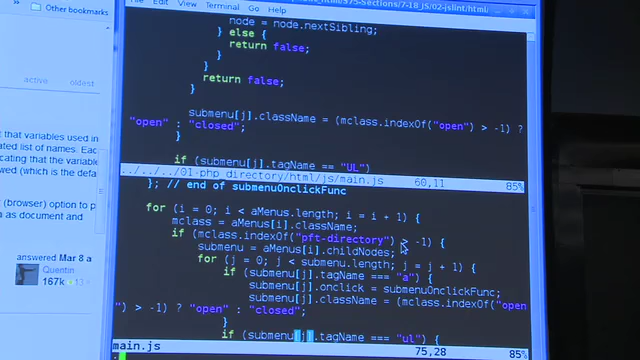 Edit View Terminal Go Help
Other bookmarks
node = node.nextSibling;
} else {
return false;
}
}
return false;
}
submenu[j].className = (mclass.indexOf("open") > -1) ?
"open" : "closed";
}
if (submenu[j].tagName == "UL")
../../../01-php_directory/html/js/main.js 60,11 85%
}; // end of submenuOnclickFunc
for (i = 0; i < aMenus.length; i = i + 1) {
mclass = aMenus[i].className;
if (mclass.indexOf("pft-directory") > -1) {
submenu = aMenus[i].childNodes;
for (j = 0; j < submenu.length; j = j + 1) {
if (submenu[j].tagName === "a") {
submenu[j].onclick = submenuOnclickFunc;
submenu[j].className = (mclass.indexOf("open
") > -1) ? "open" : "closed";
}
if (submenu[j].tagName === "ul") {
main.js 75,28 85%
:
active oldest
that variables used in
ated list of names. Each
cating that the variable
wed (which is the defa
(browser) option to p
as document and
answered Mar 8 a
Quentin
167k 13